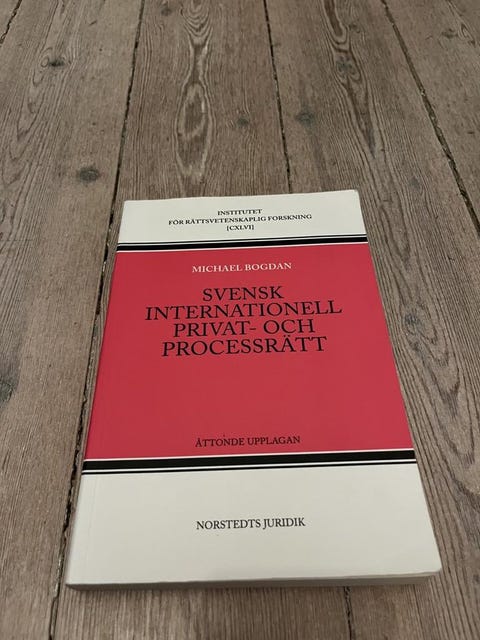 INSTITUTET
FÖR RÄTTSVETENSKAPLIG FORSKNING
[CXLVI]
MICHAEL BOGDAN
SVENSK
INTERNATIONELL
PRIVAT- OCH
PROCESSRÄTT
ÅTTONDE UPPLAGAN
NORSTEDTS JURIDIK